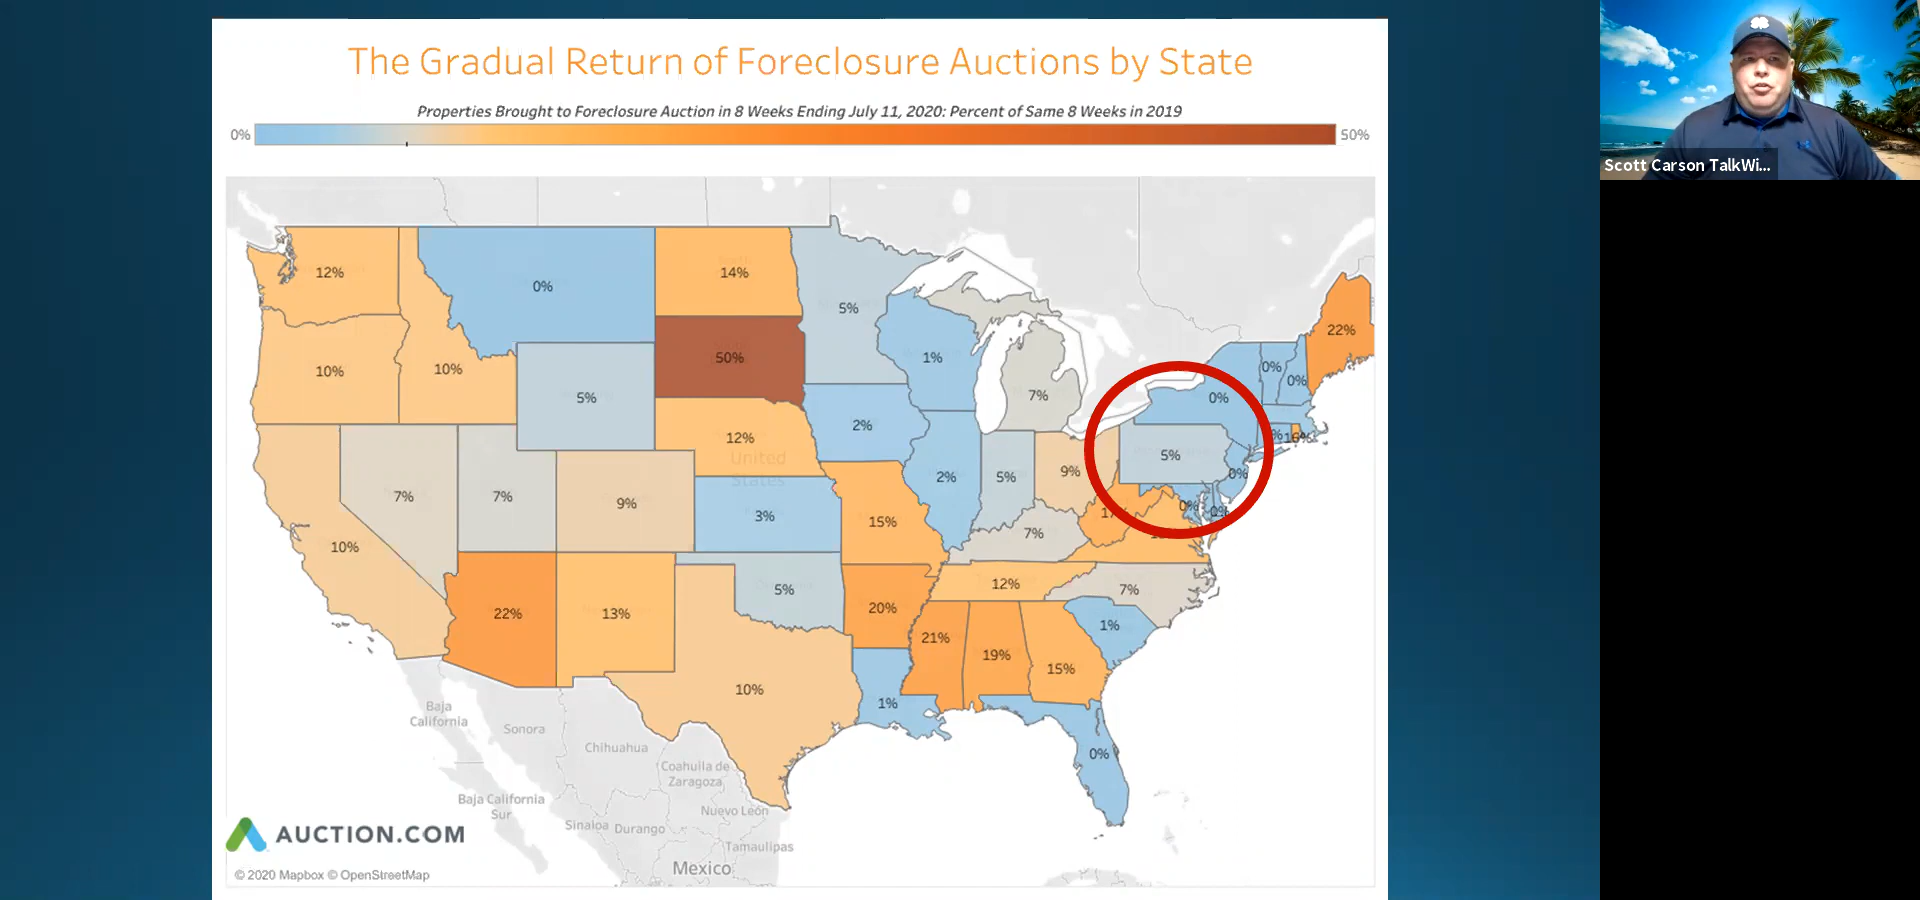 The Gradual Return of Foreclosure Auctions by State
Properties Brought to Foreclosure Auction in 8 Weeks Ending July 11, 2020: Percent of Same 8 Weeks in 2019
0%
50%
Scott Carson TalkWi...
12%
0%
14%
5%
22%
10%
10%
5%
50%
1%
7%
0%
0%
0%
16%
12%
United
States
2%
2%
5%
9%
5%
0%
7%
7%
9%
3%
15%
7%
0%
0%
10%
22%
13%
5%
20%
12%
7%
10%
21%
19%
15%
1%
1%
0%
Baja
California
Sonora
Chihuahua
Coahuila de
Zaragoza
Baja California
Sur
Nuevo León
Sinaloa
Durango
Tamaulipas
Mexico
AUCTION.COM
© 2020 Mapbox © OpenStreetMap